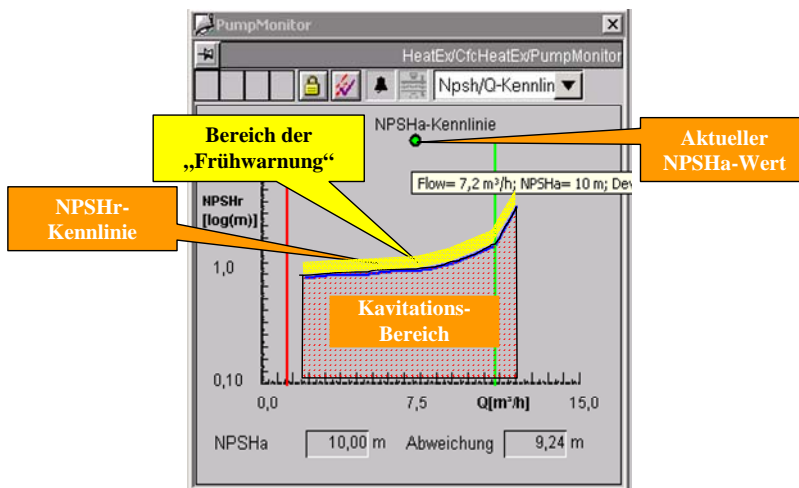 PumpMonitor
HeatEx/CfcHeatEx/PumpMonitor
Npsh/Q-Kennlin
NPSHa-Kennlinie
Bereich der
„Frühwarnung“
Aktueller
NPSHa-Wert
Flow= 7,2 m³/h; NPSHa= 10 m; Dev
NPSHr
[log(m)]
NPSHr-
Kennlinie
1,0
Kavitations-
Bereich
0,10
0,0
7,5
Q[m³/h]
15,0
NPSHa
10,00 m
Abweichung
9,24 m